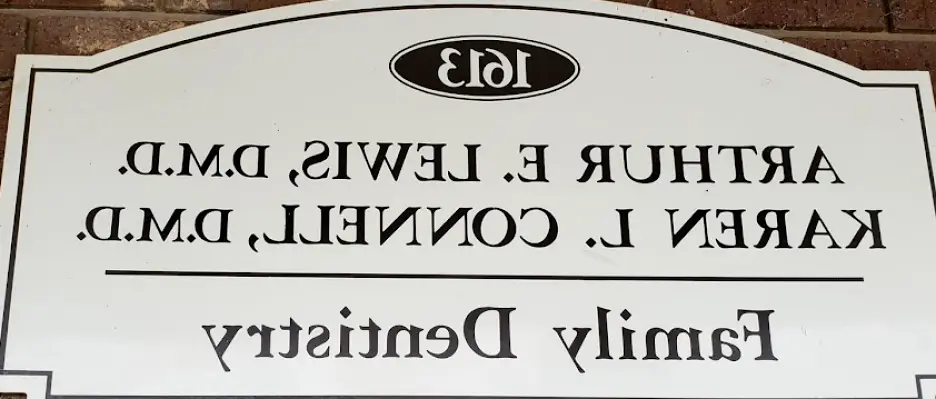 1613
ARTHUR E. LEWIS, D.M.D.
KAREN L. CONNELL, D.M.D.
Family Dentistry